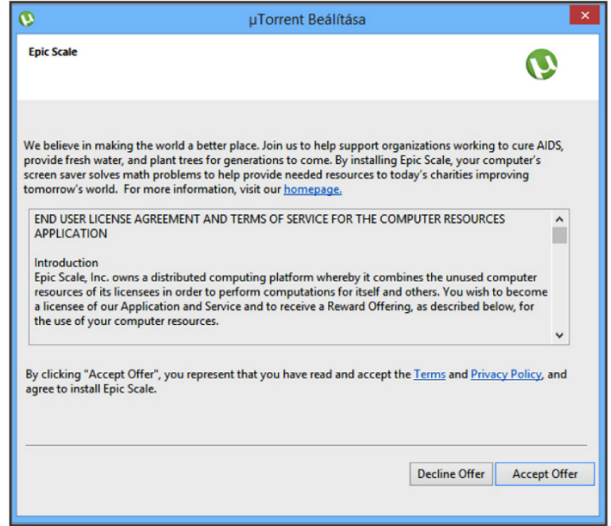 µTorrent Beálítása
Epic Scale
We believe in making the world a better place. Join us to help support organizations working to cure AIDS,
provide fresh water, and plant trees for generations to come. By installing Epic Scale, your computer's
screen saver solves math problems to help provide needed resources to today's charities improving
tomorrow's world. For more information, visit our homepage.
END USER LICENSE AGREEMENT AND TERMS OF SERVICE FOR THE COMPUTER RESOURCES
APPLICATION
Introduction
Epic Scale, Inc. owns a distributed computing platform whereby it combines the unused computer
resources of its licensees in order to perform computations for itself and others. You wish to become
a licensee of our Application and Service and to receive a Reward Offering, as described below, for
the use of your computer resources.
By clicking "Accept Offer", you represent that you have read and accept the Terms and Privacy Policy, and
agree to install Epic Scale.
Decline Offer Accept Offer